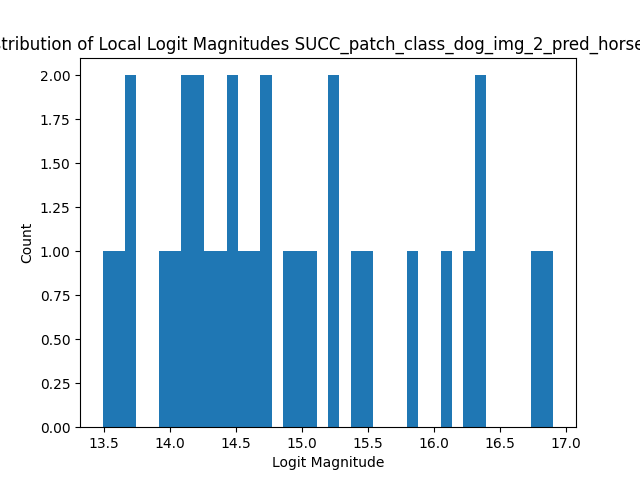 tribution of Local Logit Magnitudes SUCC_patch_class_dog_img_2_pred_horse
2.00
1.75
1.50
1.25
1.00
0.75
0.50
0.25
0.00
Count
13.5 14.0 14.5 15.0 15.5 16.0 16.5 17.0
Logit Magnitude